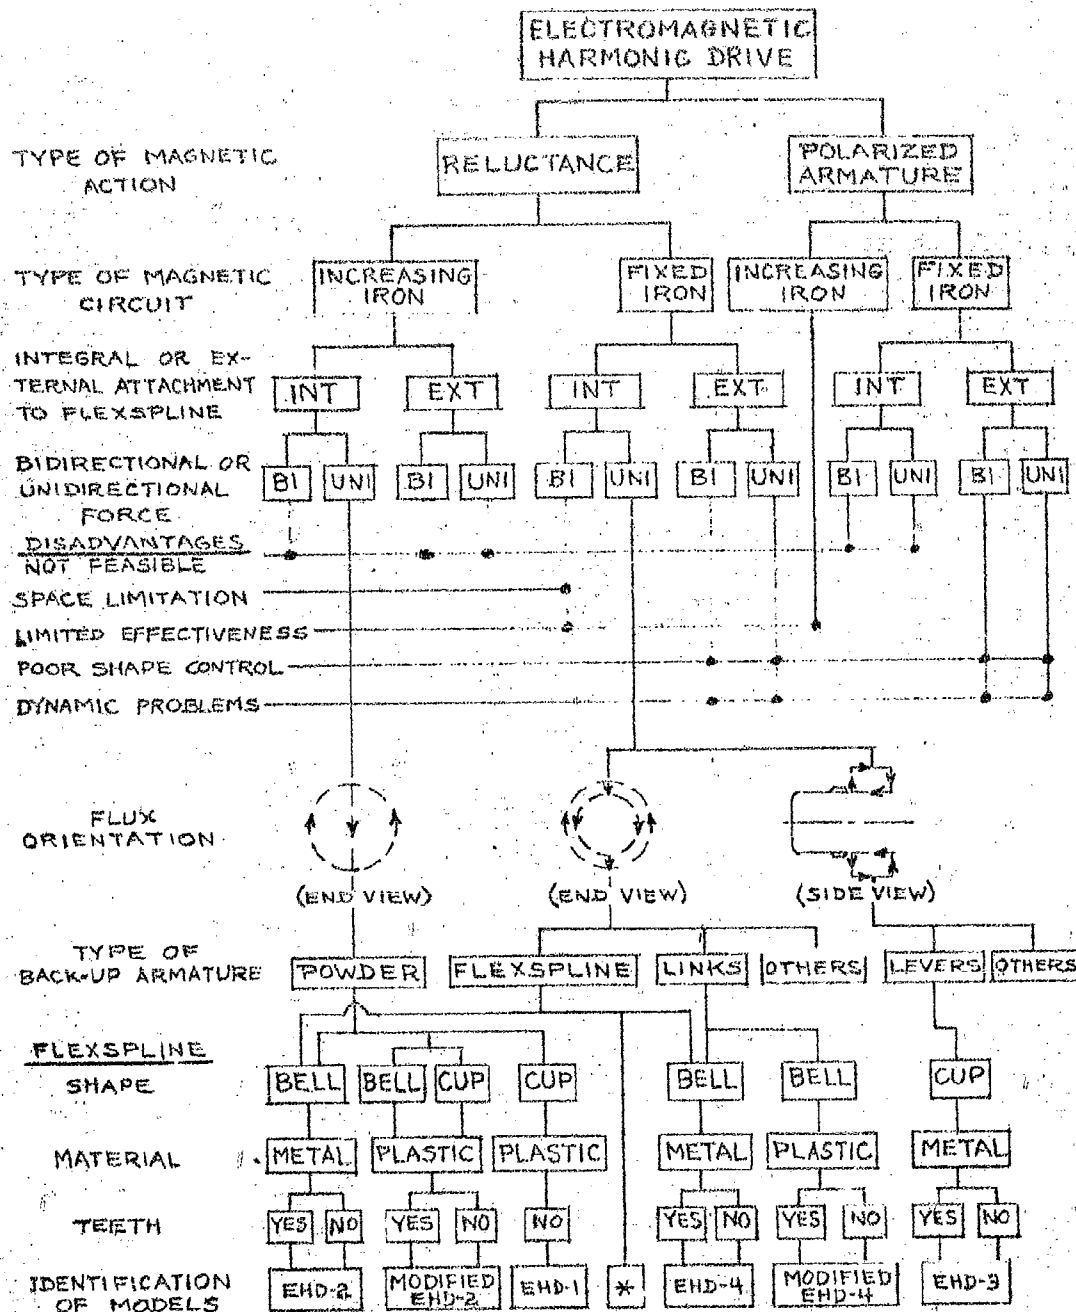 ELECTROMAGNETIC
HARMONIC DRIVE
TYPE OF MAGNETIC
ACTION
RELUCTANCE
POLARIZED
ARMATURE
TYPE OF MAGNETIC
CIRCUIT
INCREASING
IRON
FIXED
IRON
INCREASING
IRON
FIXED
IRON
INTEGRAL OR EX-
TERNAL ATTACHMENT
TO FLEXSPLINE
INT EXT INT EXT INT EXT
BIDIRECTIONAL OR
UNIDIRECTIONAL
FORCE
BI UNI BI UNI BI UNI BI UNI BI UNI BI UNI
DISADVANTAGES
NOT FEASIBLE
SPACE LIMITATION
LIMITED EFFECTIVENESS
POOR SHAPE CONTROL
DYNAMIC PROBLEMS
FLUX
ORIENTATION
(END VIEW) (END VIEW) (SIDE VIEW)
TYPE OF
BACK-UP ARMATURE
POWDER FLEXSPLINE LINKS OTHERS LEVERS OTHERS
FLEXSPLINE
SHAPE
BELL BELL CUP CUP BELL BELL CUP
MATERIAL
METAL PLASTIC PLASTIC METAL PLASTIC METAL
TEETH
YES NO YES NO NO YES NO YES NO YES NO
IDENTIFICATION
OF MODELS
EHD-2
MODIFIED
EHD-2
EHD-1
*
EHD-4
MODIFIED
EHD-4
EHD-3